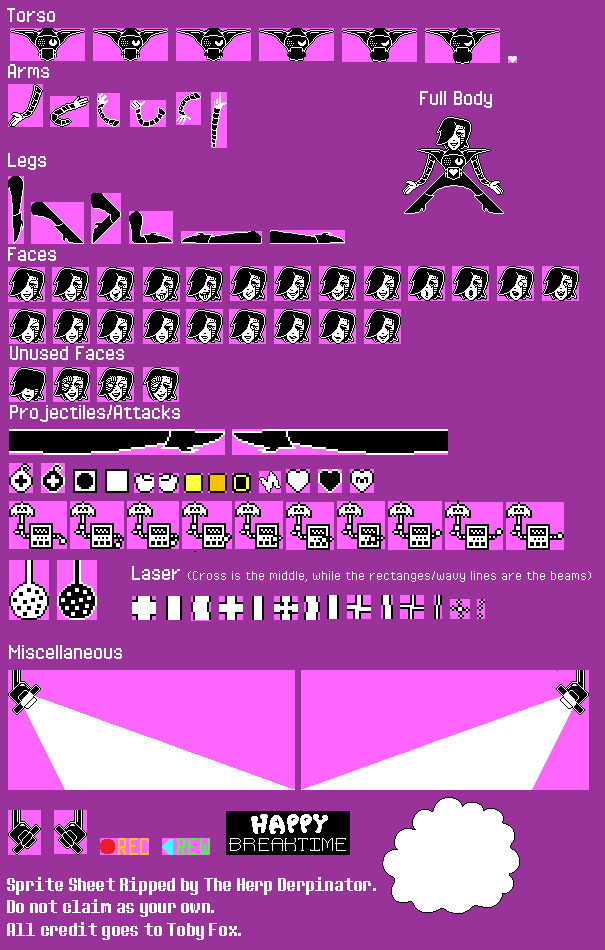 Torso
Arms
Full Body
Legs
Faces
Unused Faces
Projectiles/Attacks
Laser (Cross is the middle, while the rectanges/wavy lines are the beams)
Miscellaneous
REC
REW
HAPPY
BREAKTIME
Sprite Sheet Ripped by The Herp Derpinator.
Do not claim as your own.
All credit goes to Toby Fox.